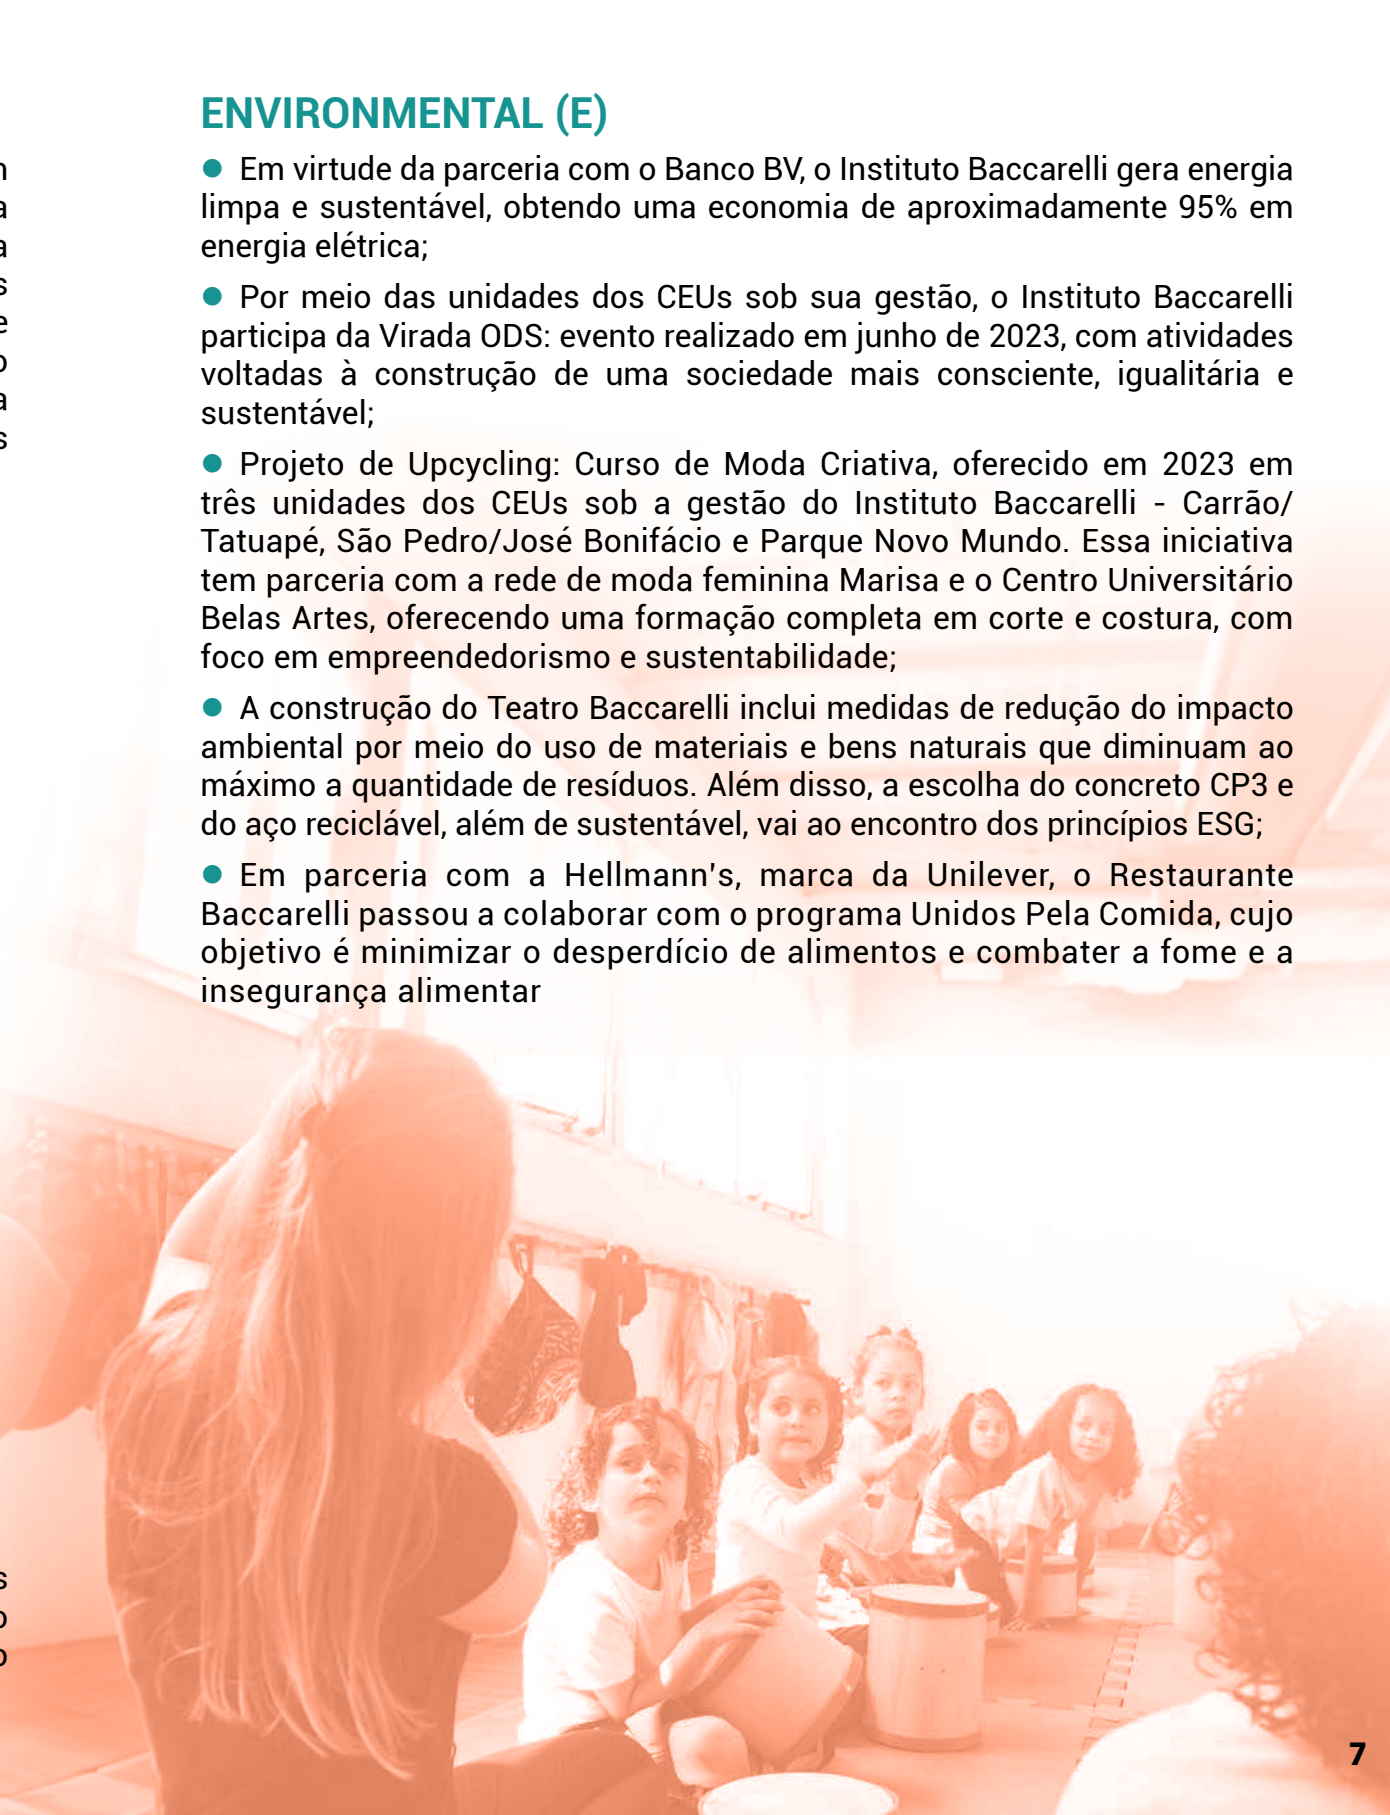 ENVIRONMENTAL (E)
● Em virtude da parceria com o Banco BV, o Instituto Baccarelli gera energia
limpa e sustentável, obtendo uma economia de aproximadamente 95% em
energia elétrica;
● Por meio das unidades dos CEUs sob sua gestão, o Instituto Baccarelli
participa da Virada ODS: evento realizado em junho de 2023, com atividades
voltadas à construção de uma sociedade mais consciente, igualitária e
sustentável;
● Projeto de Upcycling: Curso de Moda Criativa, oferecido em 2023 em
três unidades dos CEUs sob a gestão do Instituto Baccarelli - Carrão/
Tatuapé, São Pedro/José Bonifácio e Parque Novo Mundo. Essa iniciativa
tem parceria com a rede de moda feminina Marisa e o Centro Universitário
Belas Artes, oferecendo uma formação completa em corte e costura, com
foco em empreendedorismo e sustentabilidade;
● A construção do Teatro Baccarelli inclui medidas de redução do impacto
ambiental por meio do uso de materiais e bens naturais que diminuam ao
máximo a quantidade de resíduos. Além disso, a escolha do concreto CP3 e
do aço reciclável, além de sustentável, vai ao encontro dos princípios ESG;
● Em parceria com a Hellmann's, marca da Unilever, o Restaurante
Baccarelli passou a colaborar com o programa Unidos Pela Comida, cujo
objetivo é minimizar o desperdício de alimentos e combater a fome e a
insegurança alimentar
7